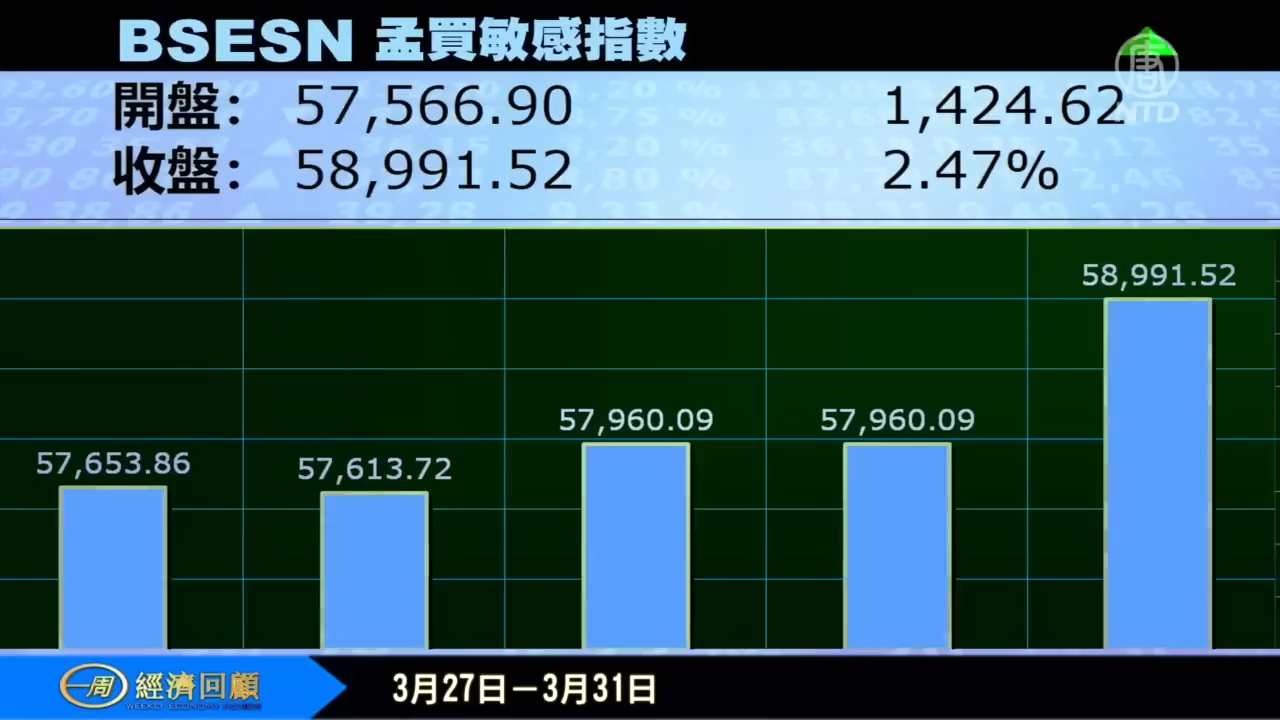 BSESN 孟買敏感指數
開盤: 57,566.90 1,424.62
收盤: 58,991.52 2.47%
唐
NTD
58,991.52
57,960.09 57,960.09
57,653.86 57,613.72
一周 經濟回顧
WEEKLY ECONOMY REVIEW
3月27日－3月31日